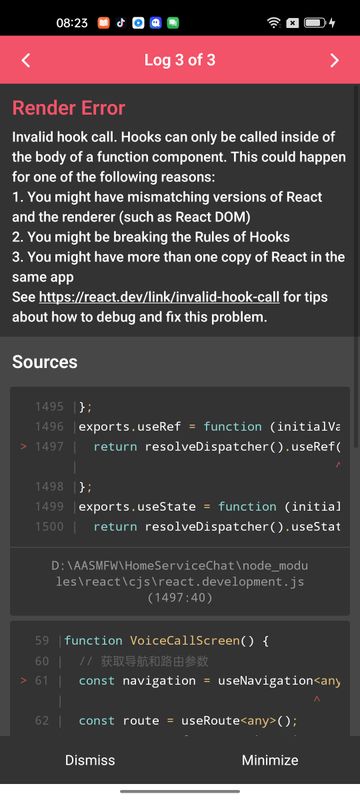 08:23
Log 3 of 3
Render Error
Invalid hook call. Hooks can only be called inside of
the body of a function component. This could happen
for one of the following reasons:
1. You might have mismatching versions of React
and the renderer (such as React DOM)
2. You might be breaking the Rules of Hooks
3. You might have more than one copy of React in the
same app
See https://react.dev/link/invalid-hook-call for tips
about how to debug and fix this problem.
Sources
1495 |};
1496 |exports.useRef = function (initialVa
> 1497 |  return resolveDispatcher().useRef(
|                                  ^
1498 |};
1499 |exports.useState = function (initial
1500 |  return resolveDispatcher().useStat
D:\AASMFW\HomeServiceChat\node_modu
les\react\cjs\react.development.js
(1497:40)
59 |function VoiceCallScreen() {
60 |  // 获取导航和路由参数
> 61 |  const navigation = useNavigation<any
|                                ^
62 |  const route = useRoute<any>();
Dismiss
Minimize